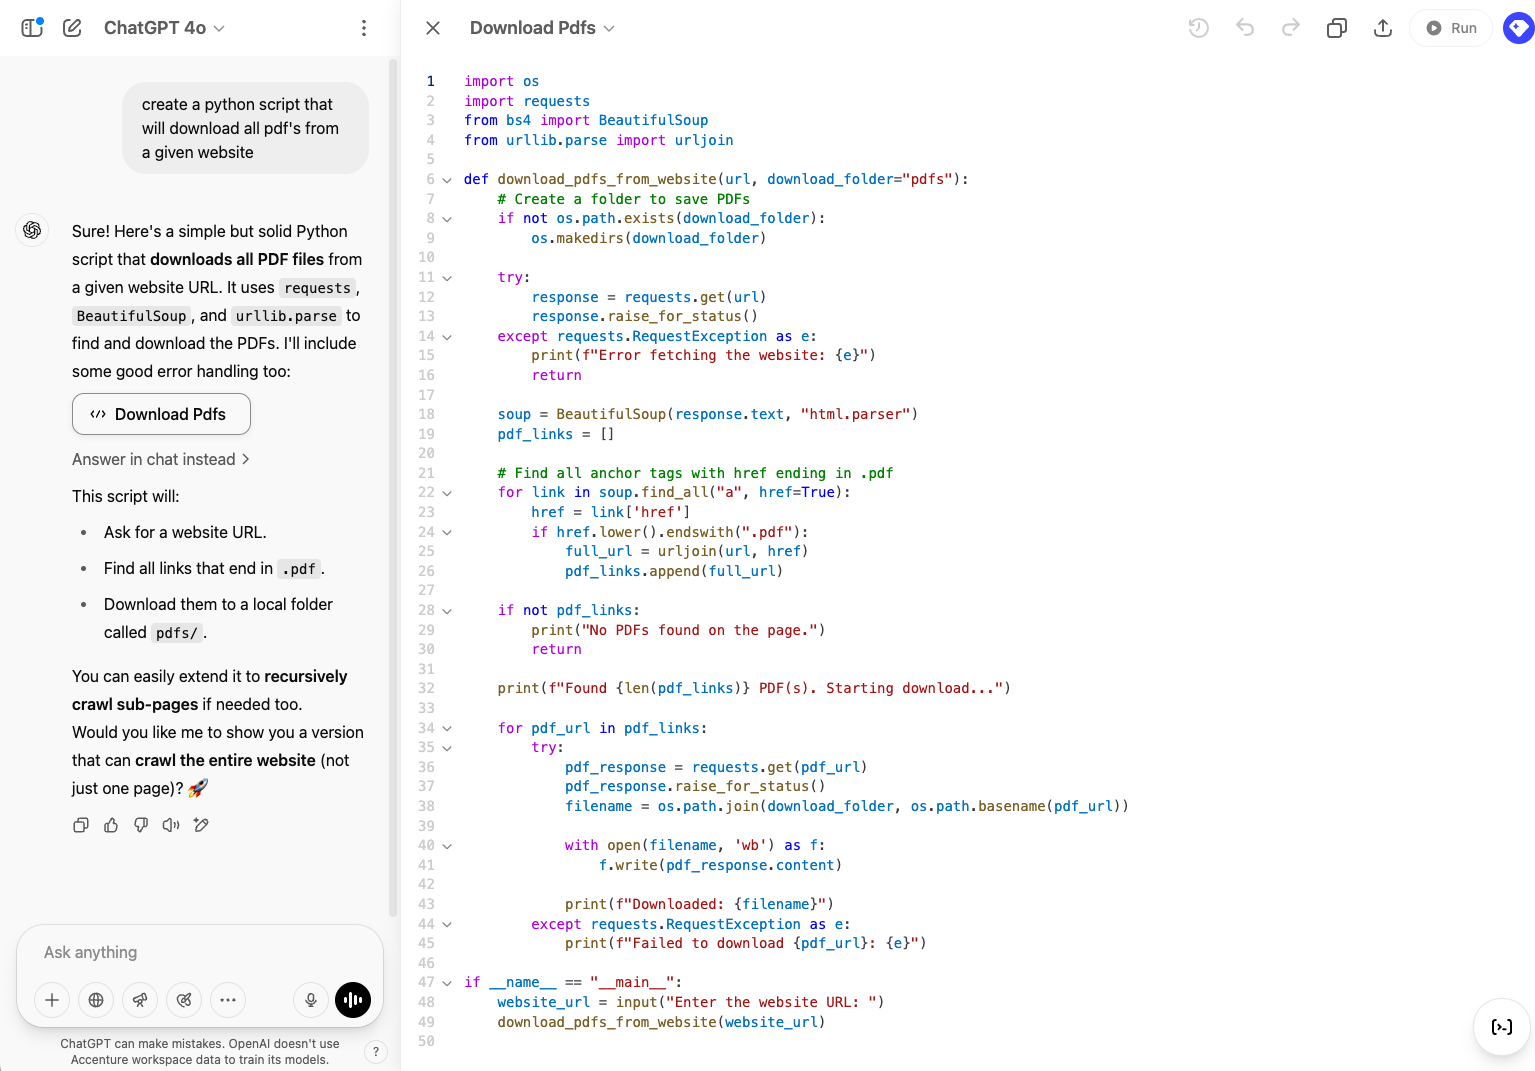 ChatGPT 4o
create a python script that
will download all pdf's from
a given website
Sure! Here's a simple but solid Python
script that downloads all PDF files from
a given website URL. It uses requests,
BeautifulSoup, and urllib.parse to
find and download the PDFs. I'll include
some good error handling too:
Download Pdfs
Answer in chat instead >
This script will:
• Ask for a website URL.
• Find all links that end in .pdf.
• Download them to a local folder
called pdfs/.
You can easily extend it to recursively
crawl sub-pages if needed too.
Would you like me to show you a version
that can crawl the entire website (not
just one page)? 🚀
Ask anything
ChatGPT can make mistakes. OpenAI doesn't use
Accenture workspace data to train its models.
?
Download Pdfs
Run
1 import os
2 import requests
3 from bs4 import BeautifulSoup
4 from urllib.parse import urljoin
5
6 def download_pdfs_from_website(url, download_folder="pdfs"):
7     # Create a folder to save PDFs
8     if not os.path.exists(download_folder):
9         os.makedirs(download_folder)
10
11     try:
12         response = requests.get(url)
13         response.raise_for_status()
14     except requests.RequestException as e:
15         print(f"Error fetching the website: {e}")
16         return
17
18     soup = BeautifulSoup(response.text, "html.parser")
19     pdf_links = []
20
21     # Find all anchor tags with href ending in .pdf
22     for link in soup.find_all("a", href=True):
23         href = link['href']
24         if href.lower().endswith(".pdf"):
25             full_url = urljoin(url, href)
26             pdf_links.append(full_url)
27
28     if not pdf_links:
29         print("No PDFs found on the page.")
30         return
31
32     print(f"Found {len(pdf_links)} PDF(s). Starting download...")
33
34     for pdf_url in pdf_links:
35         try:
36             pdf_response = requests.get(pdf_url)
37             pdf_response.raise_for_status()
38             filename = os.path.join(download_folder, os.path.basename(pdf_url))
39
40             with open(filename, 'wb') as f:
41                 f.write(pdf_response.content)
42
43             print(f"Downloaded: {filename}")
44         except requests.RequestException as e:
45             print(f"Failed to download {pdf_url}: {e}")
46
47 if __name__ == "__main__":
48     website_url = input("Enter the website URL: ")
49     download_pdfs_from_website(website_url)
50